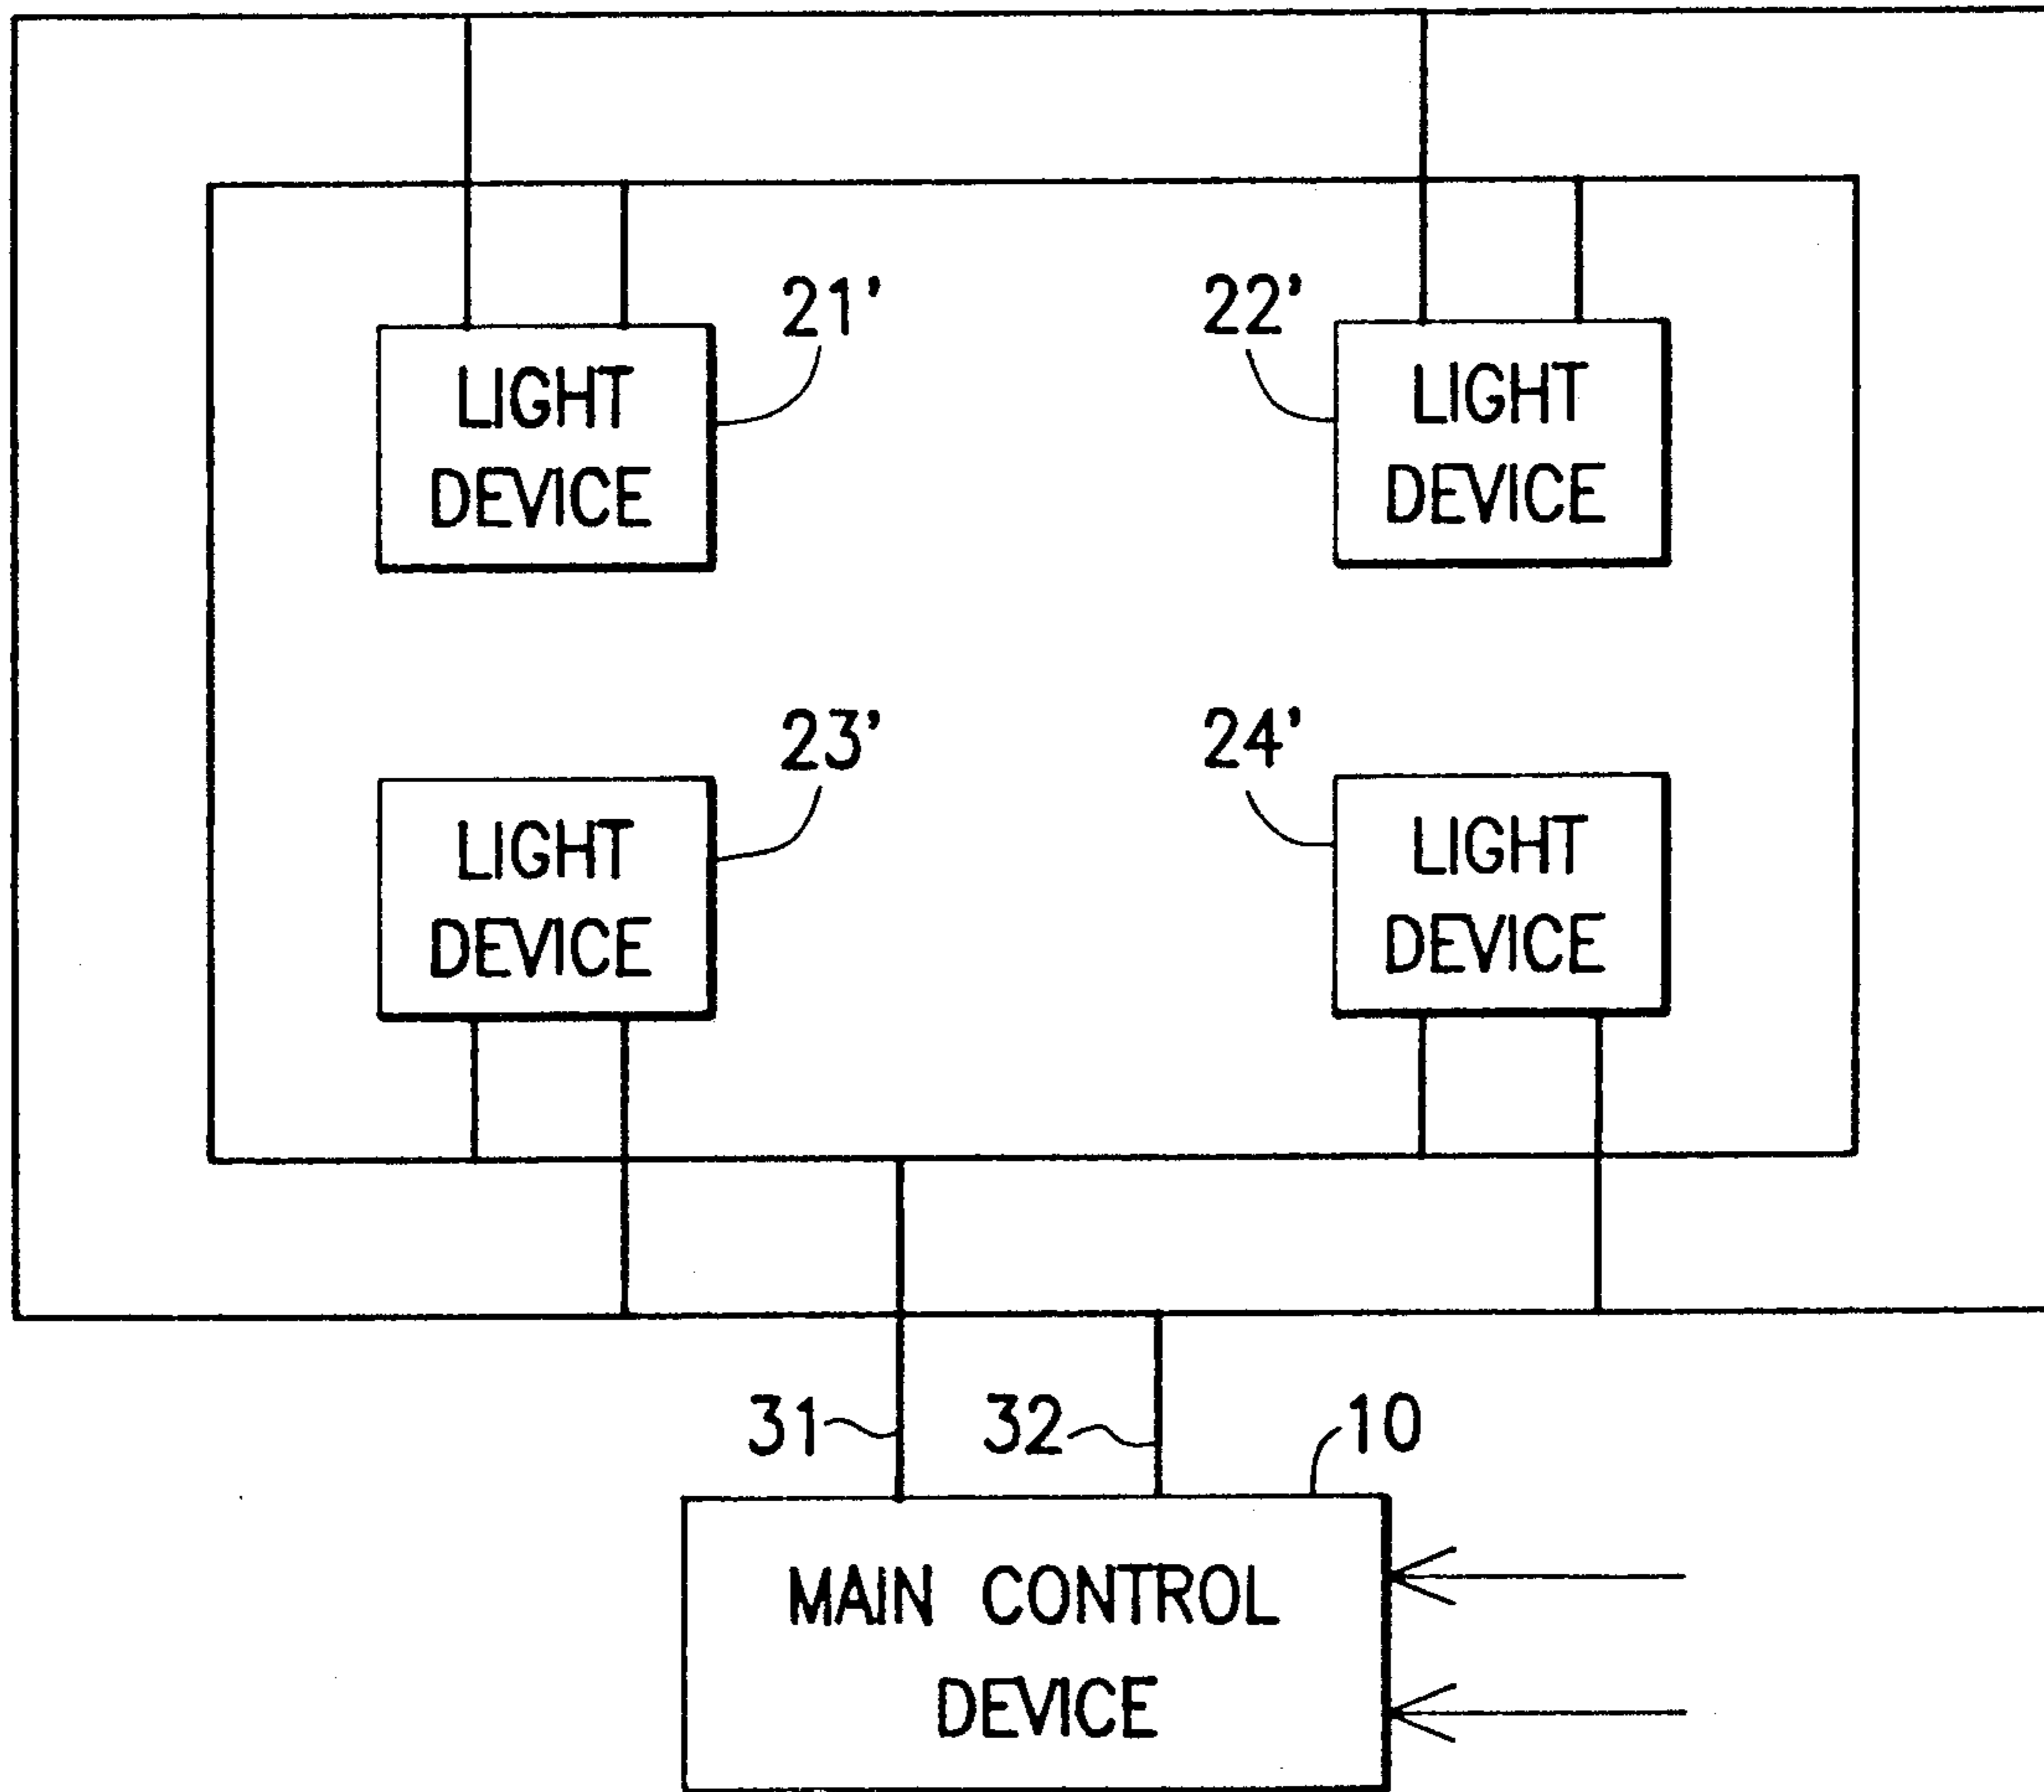 21'
22'
LIGHT
DEVICE
LIGHT
DEVICE
23'
24'
LIGHT
DEVICE
LIGHT
DEVICE
31
32
10
MAIN CONTROL
DEVICE